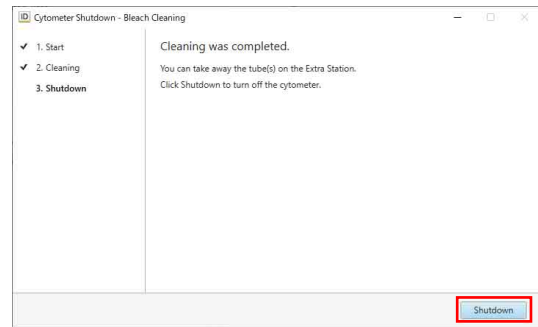 ID Cytometer Shutdown - Bleach Cleaning
1. Start
2. Cleaning
3. Shutdown
Cleaning was completed.
You can take away the tube(s) on the Extra Station.
Click Shutdown to turn off the cytometer.
Shutdown